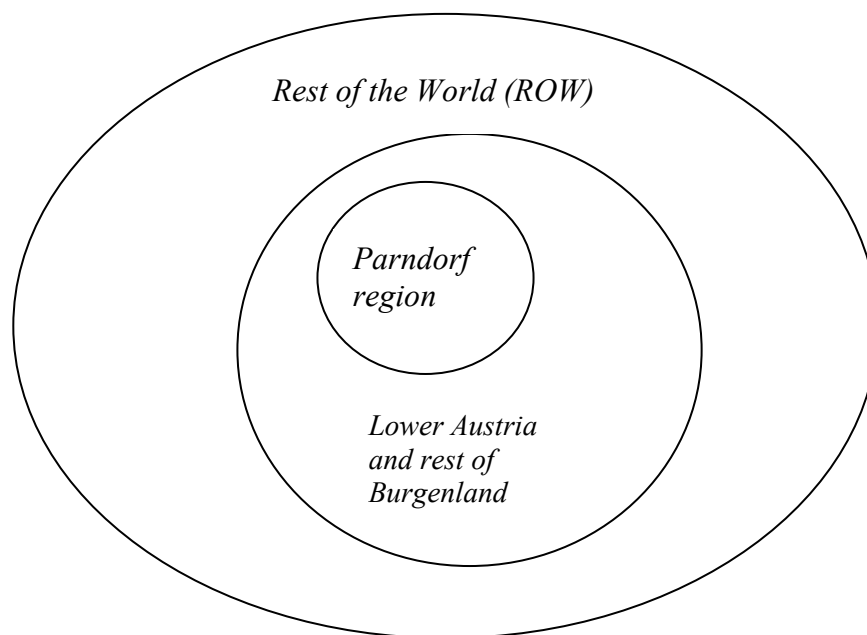 Rest of the World (ROW)
Parndorf
region
Lower Austria
and rest of
Burgenland